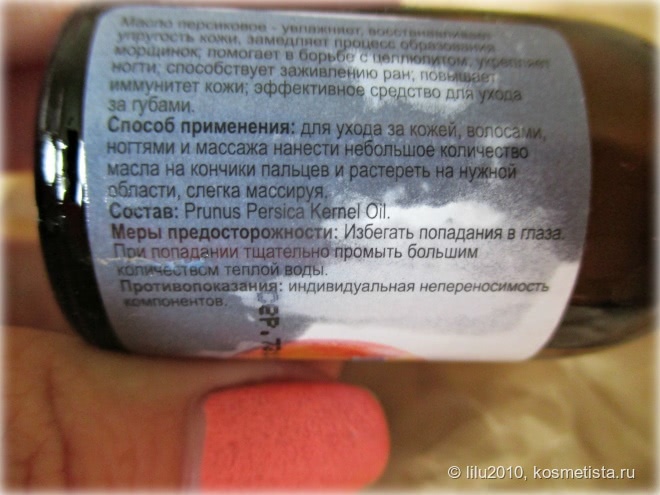 Масло персиковое - увлажняет, восстанавливает
упругость кожи, замедляет процесс образования
морщинок; помогает в борьбе с целлюлитом; укрепляет
ногти; способствует заживлению ран; повышает
иммунитет кожи; эффективное средство для ухода
за губами.
Способ применения: для ухода за кожей, волосами,
ногтями и массажа нанести небольшое количество
масла на кончики пальцев и растереть на нужной
области, слегка массируя.
Состав: Prunus Persica Kernel Oil.
Меры предосторожности: Избегать попадания в глаза.
При попадании тщательно промыть большим
количеством теплой воды.
Противопоказания: индивидуальная непереносимость
компонентов.
© lilu2010, kosmetista.ru